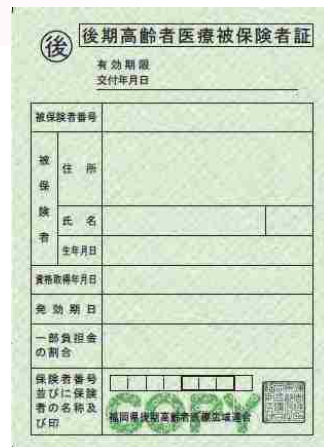 後
後期高齢者医療被保険者証
有効期限
交付年月日
被保険者番号
被保険者
住所
氏名
生年月日
資格取得年月日
発効期日
一部負担金
の割合
保険者番号
並びに保険
者の名称及
び印
福岡県後期高齢者医療広域連合
COPY